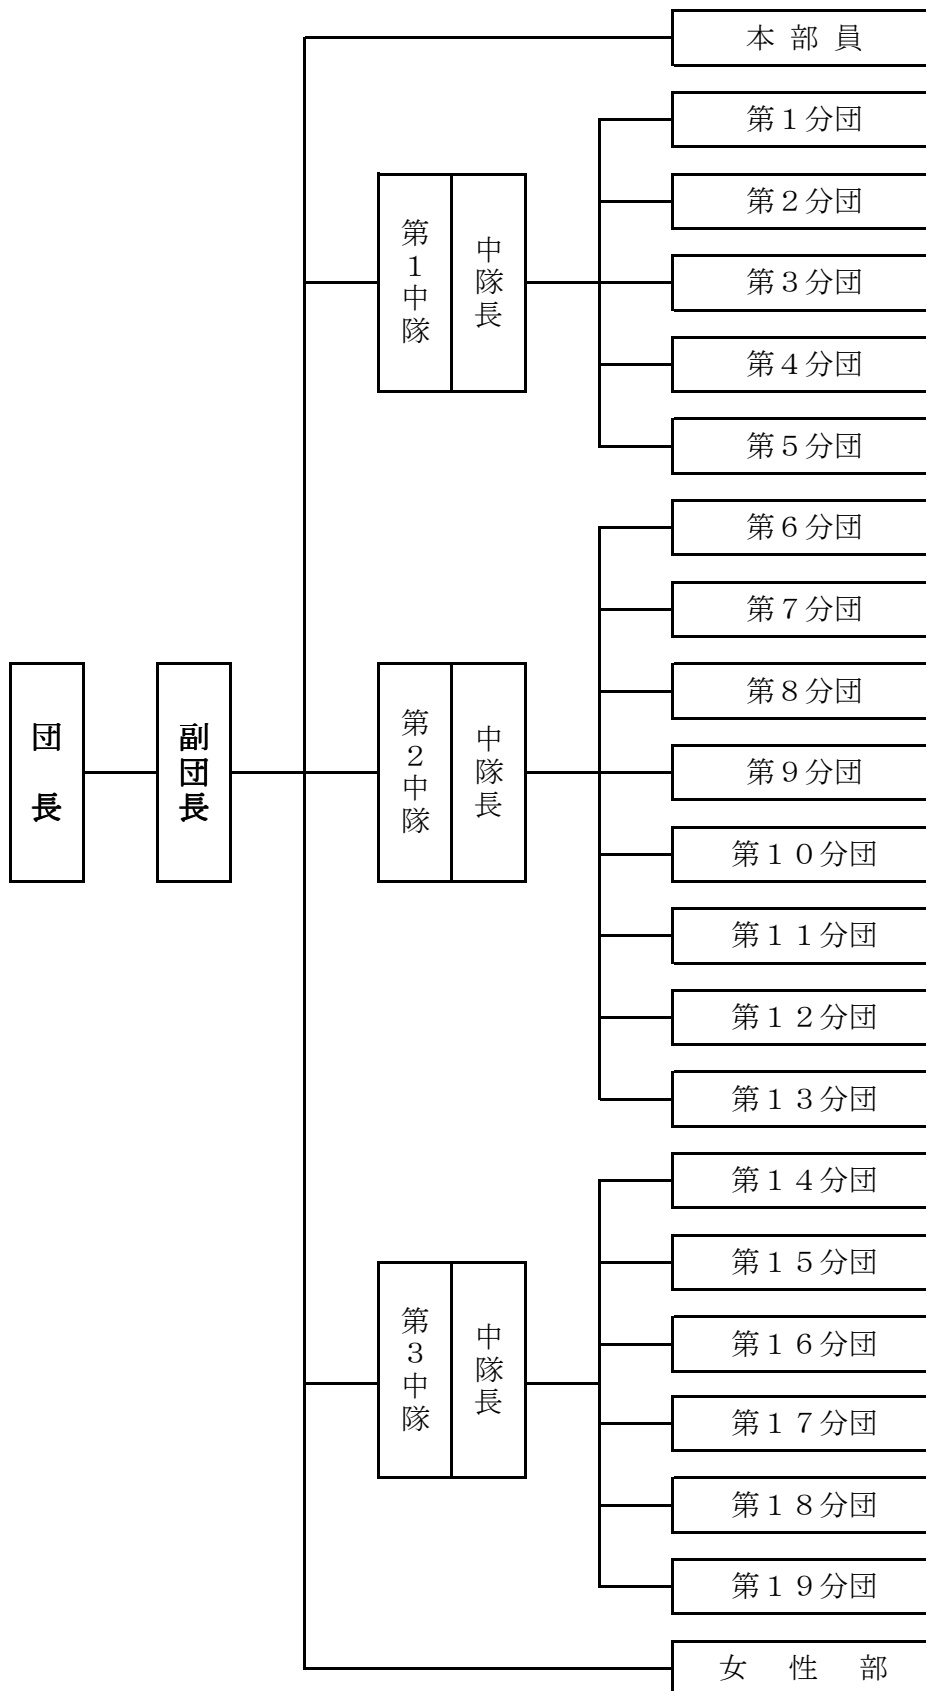 本部員
第１分団
第２分団
第１中隊
中隊長
第３分団
第４分団
第５分団
第６分団
第７分団
第８分団
団長
副団長
第２中隊
中隊長
第９分団
第１０分団
第１１分団
第１２分団
第１３分団
第１４分団
第１５分団
第３中隊
中隊長
第１６分団
第１７分団
第１８分団
第１９分団
女性部